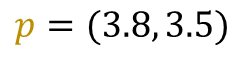 p = (3.8, 3.5)